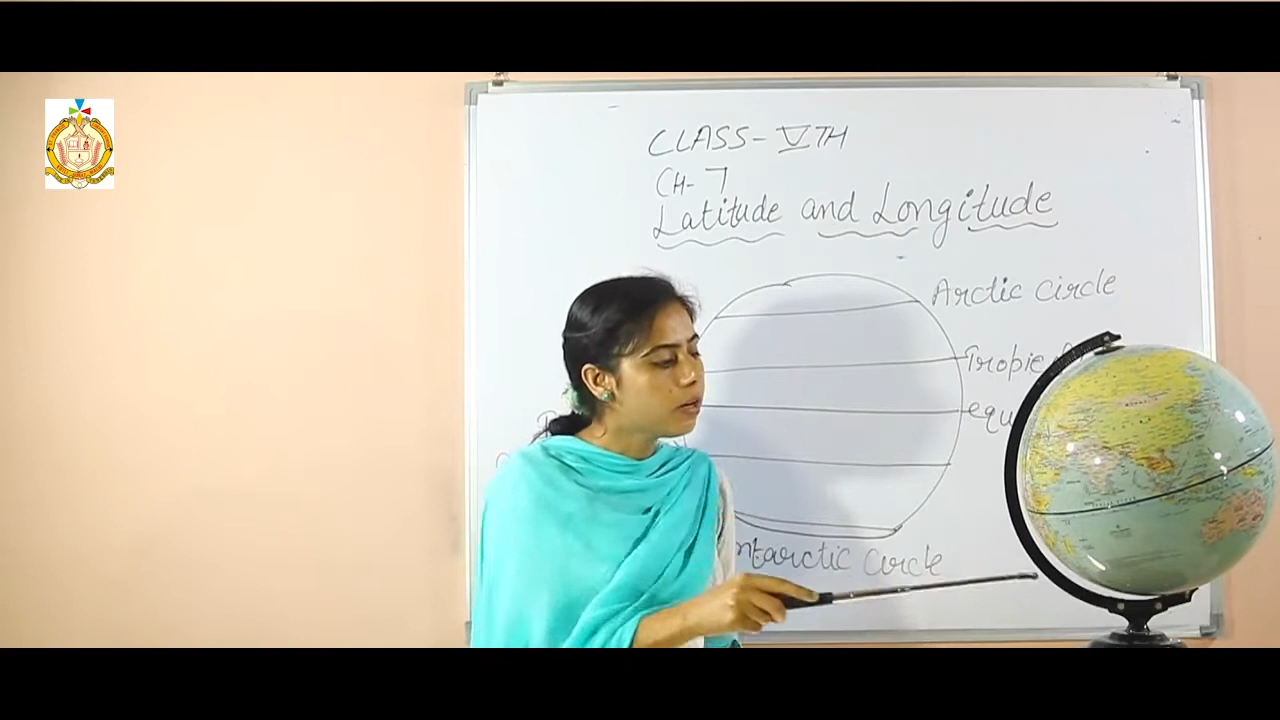 CLASS-VTH
CH-7
Latitude and Longitude
Arctic circle
Tropic
equ
ntarctic Circle